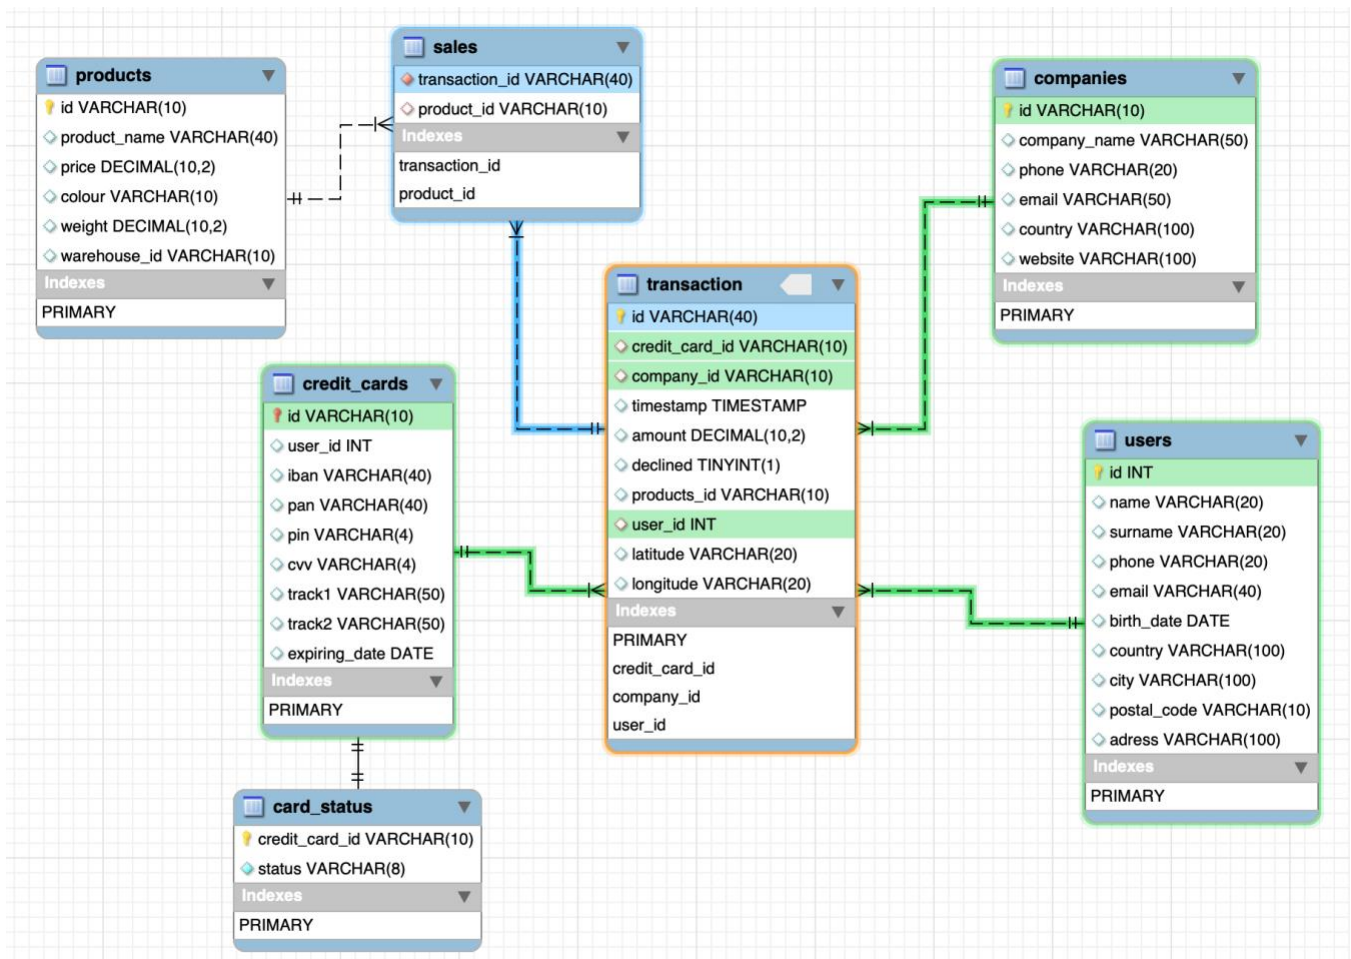 products
id VARCHAR(10)
product_name VARCHAR(40)
price DECIMAL(10,2)
colour VARCHAR(10)
weight DECIMAL(10,2)
warehouse_id VARCHAR(10)
Indexes
PRIMARY
sales
transaction_id VARCHAR(40)
product_id VARCHAR(10)
Indexes
transaction_id
product_id
companies
id VARCHAR(10)
company_name VARCHAR(50)
phone VARCHAR(20)
email VARCHAR(50)
country VARCHAR(100)
website VARCHAR(100)
Indexes
PRIMARY
transaction
id VARCHAR(40)
credit_card_id VARCHAR(10)
company_id VARCHAR(10)
timestamp TIMESTAMP
amount DECIMAL(10,2)
declined TINYINT(1)
products_id VARCHAR(10)
user_id INT
latitude VARCHAR(20)
longitude VARCHAR(20)
Indexes
PRIMARY
credit_card_id
company_id
user_id
credit_cards
id VARCHAR(10)
user_id INT
iban VARCHAR(40)
pan VARCHAR(40)
pin VARCHAR(4)
cvv VARCHAR(4)
track1 VARCHAR(50)
track2 VARCHAR(50)
expiring_date DATE
Indexes
PRIMARY
users
id INT
name VARCHAR(20)
surname VARCHAR(20)
phone VARCHAR(20)
email VARCHAR(40)
birth_date DATE
country VARCHAR(100)
city VARCHAR(100)
postal_code VARCHAR(10)
adress VARCHAR(100)
Indexes
PRIMARY
card_status
credit_card_id VARCHAR(10)
status VARCHAR(8)
Indexes
PRIMARY